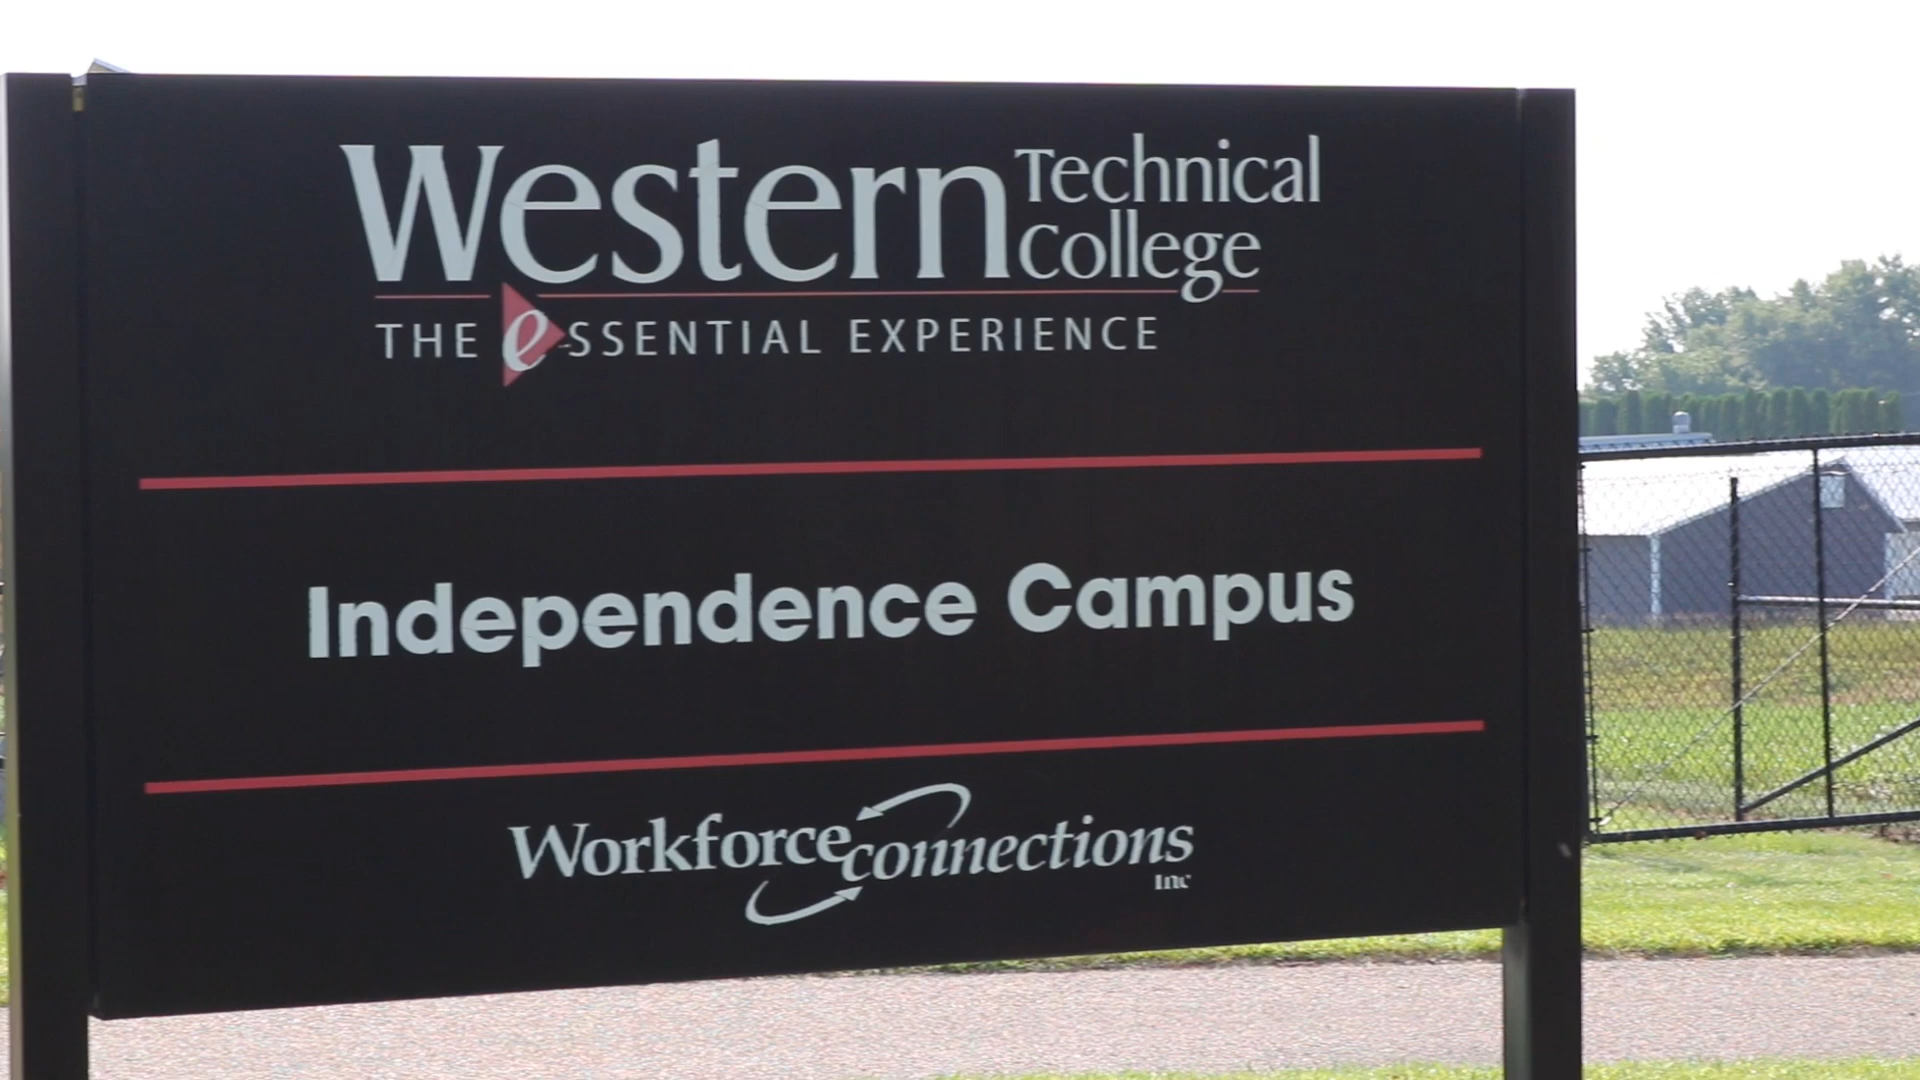 Western Technical College
THE eSSENTIAL EXPERIENCE
Independence Campus
Workforce connections
Inc